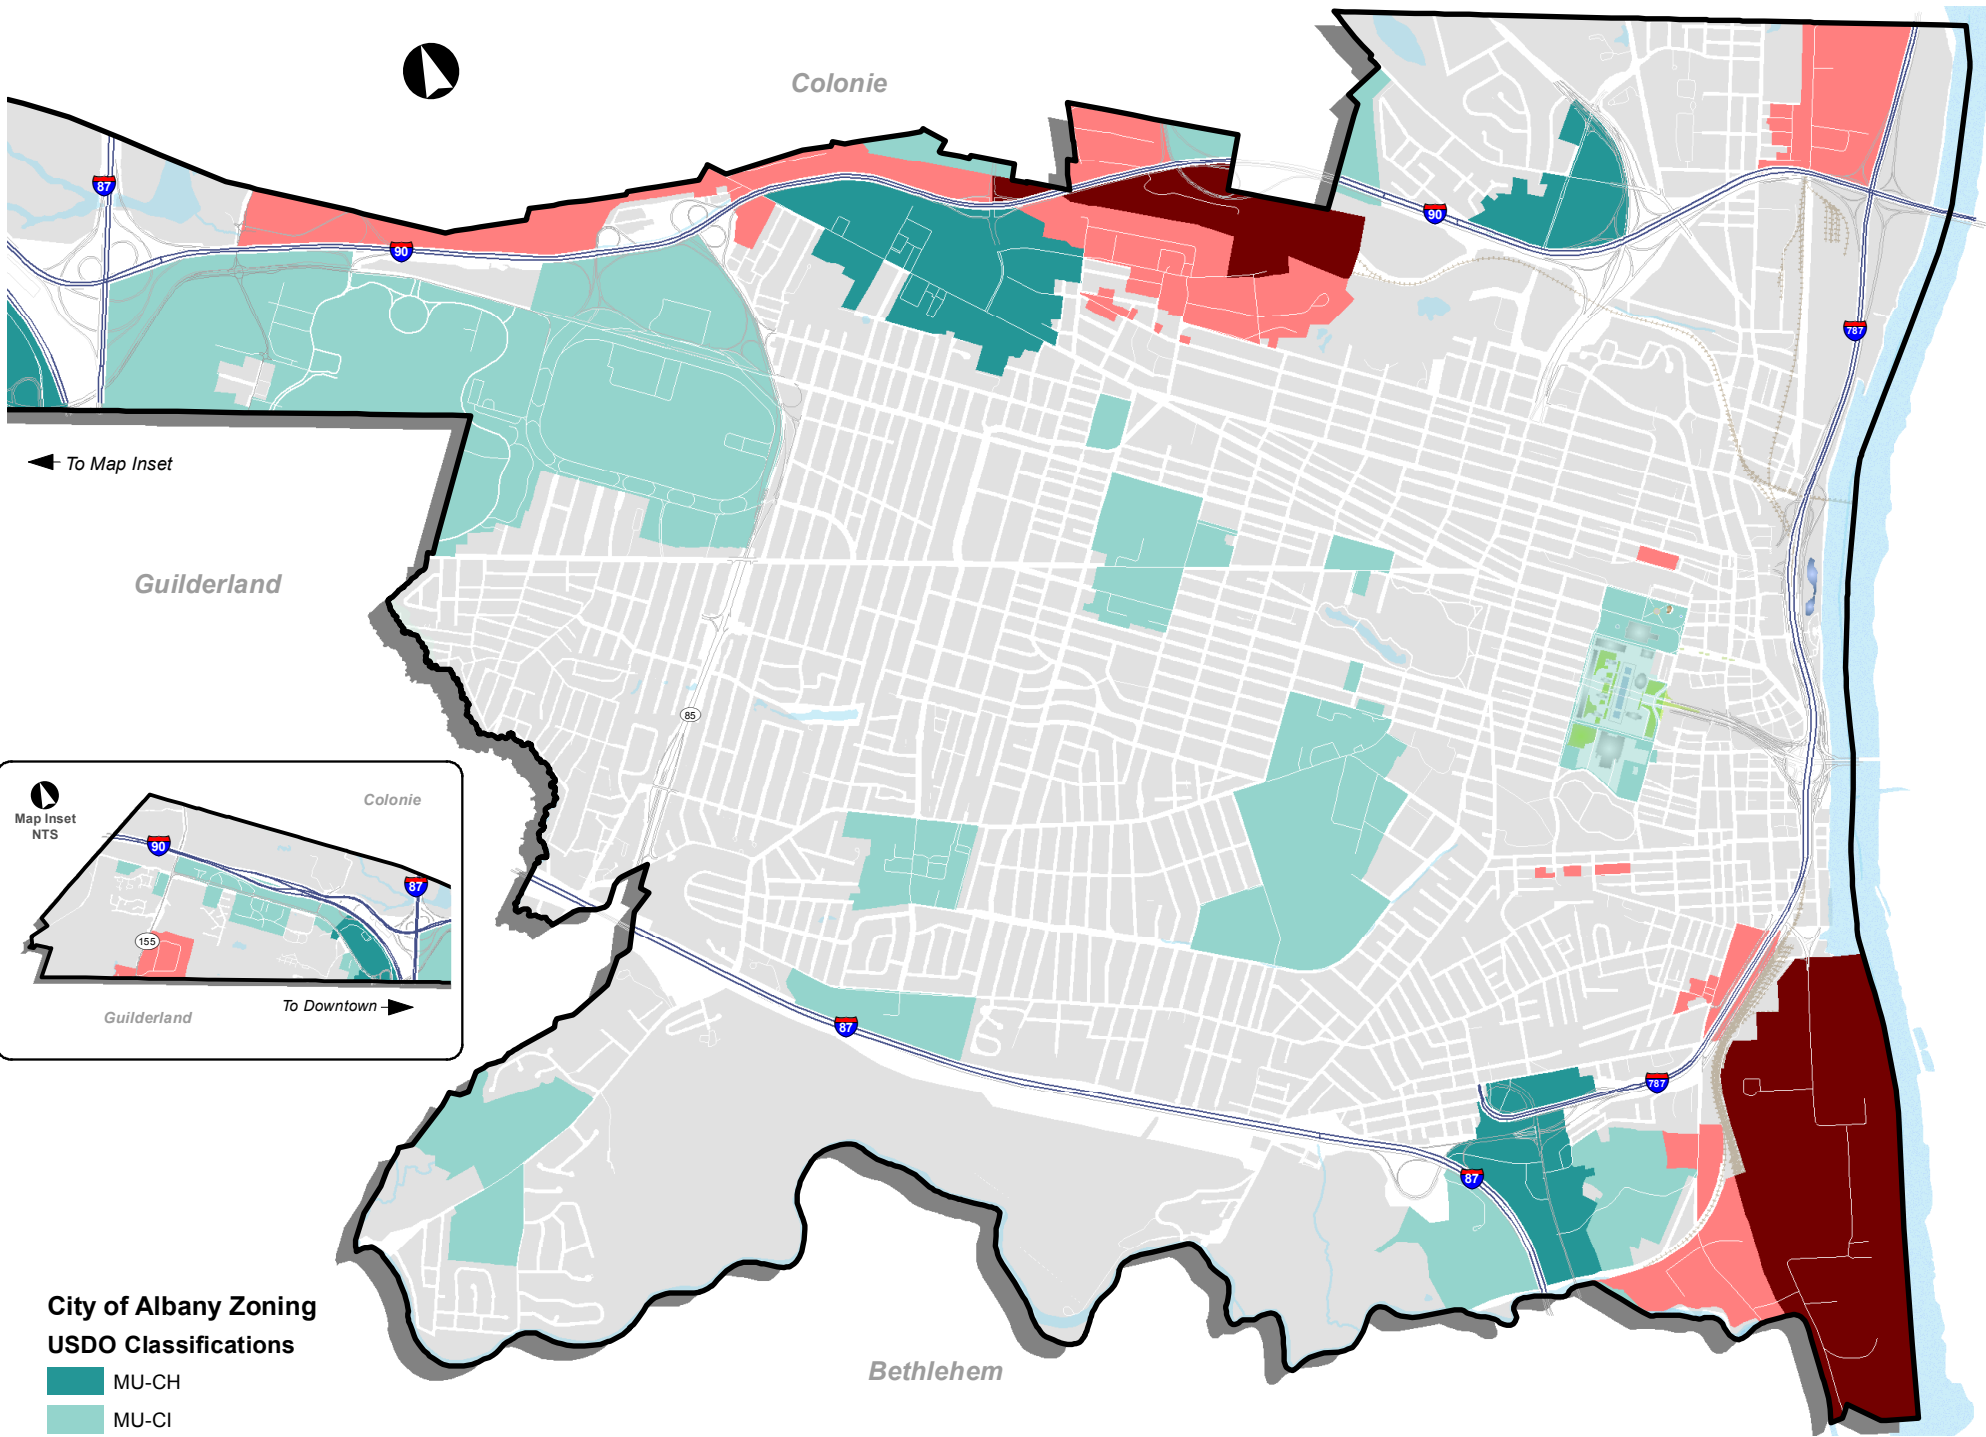 Colonie
87
90
90
787
To Map Inset
Guilderland
85
Map Inset
NTS
Colonie
90
87
155
To Downtown
Guilderland
87
787
87
City of Albany Zoning
USDO Classifications
MU-CH
MU-CI
Bethlehem